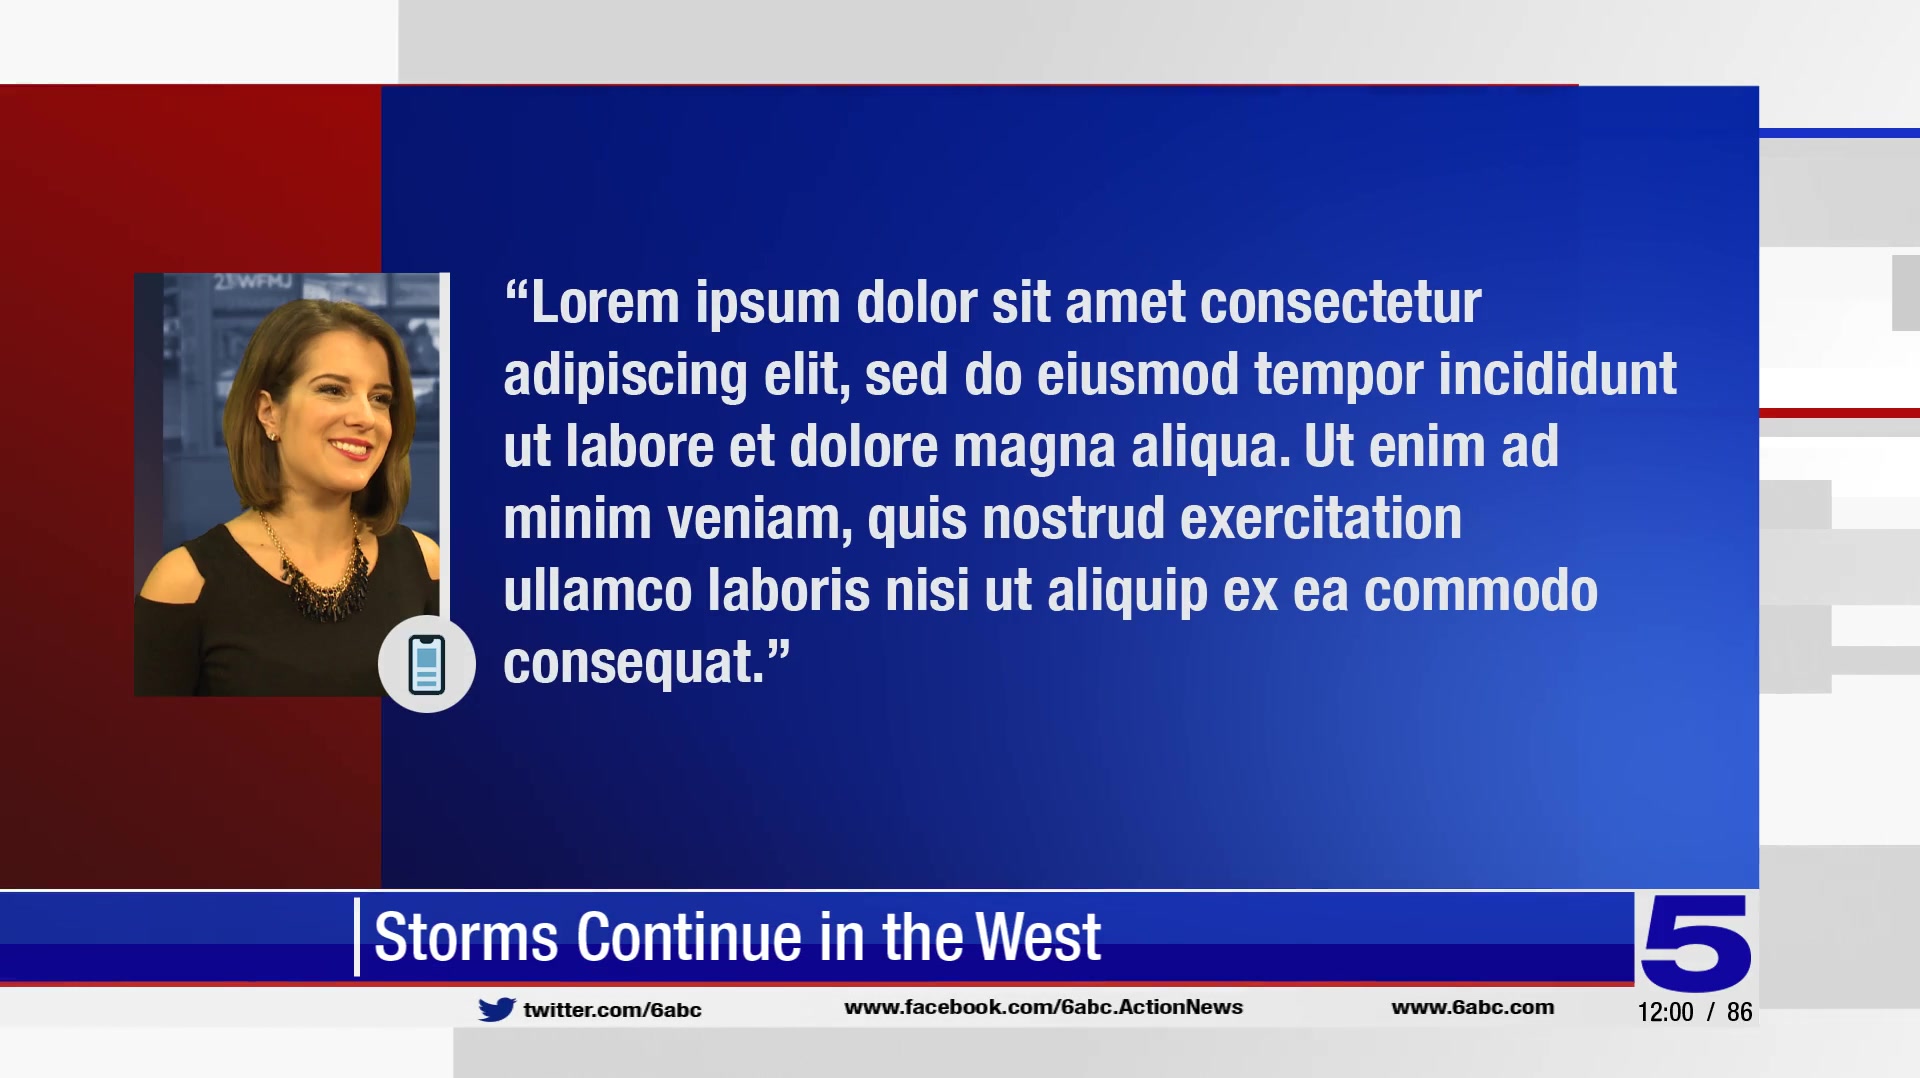 21 WFMJ
“Lorem ipsum dolor sit amet consectetur
adipiscing elit, sed do eiusmod tempor incididunt
ut labore et dolore magna aliqua. Ut enim ad
minim veniam, quis nostrud exercitation
ullamco laboris nisi ut aliquip ex ea commodo
consequat.”
Storms Continue in the West
5
twitter.com/6abc
www.facebook.com/6abc.ActionNews
www.6abc.com
12:00 / 86